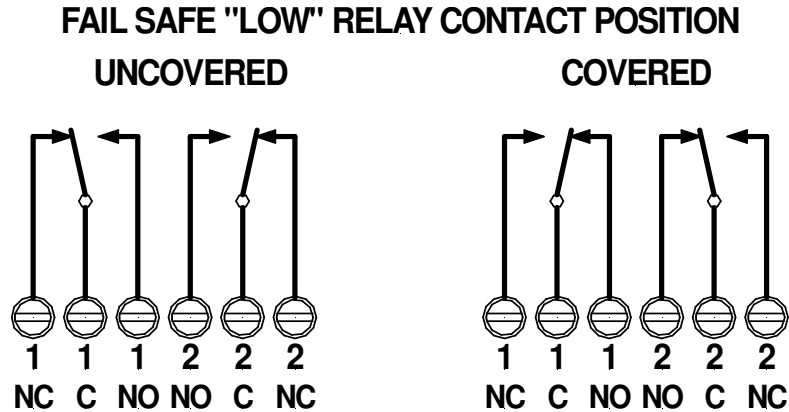 FAIL SAFE "LOW" RELAY CONTACT POSITION
UNCOVERED COVERED
1 1 1 2 2 2 1 1 1 2 2 2
NC C NO NO C NC NC C NO NO C NC